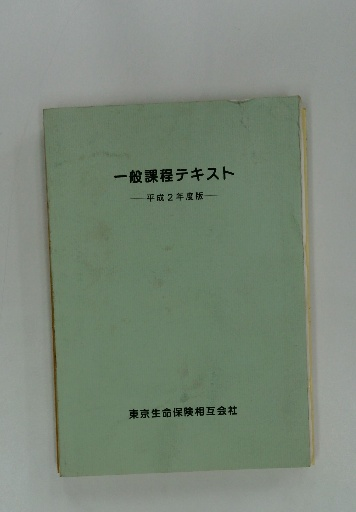 一般課程テキスト
——平成2年度版——
東京生命保険相互会社